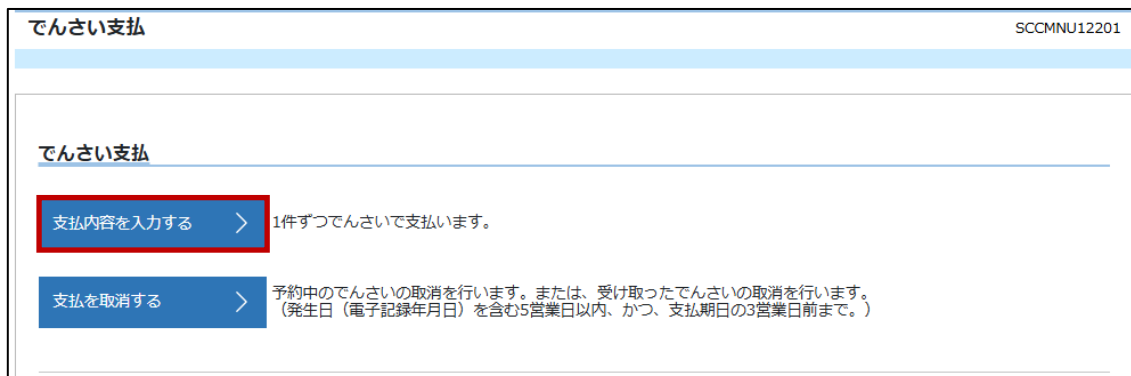 でんさい支払
SCCMNU12201
でんさい支払
支払内容を入力する
1件ずつでんさいで支払います。
支払を取消する
予約中のでんさいの取消を行います。または、受け取ったでんさいの取消を行います。
（発生日（電子記録年月日）を含む5営業日以内、かつ、支払期日の3営業日前まで。）